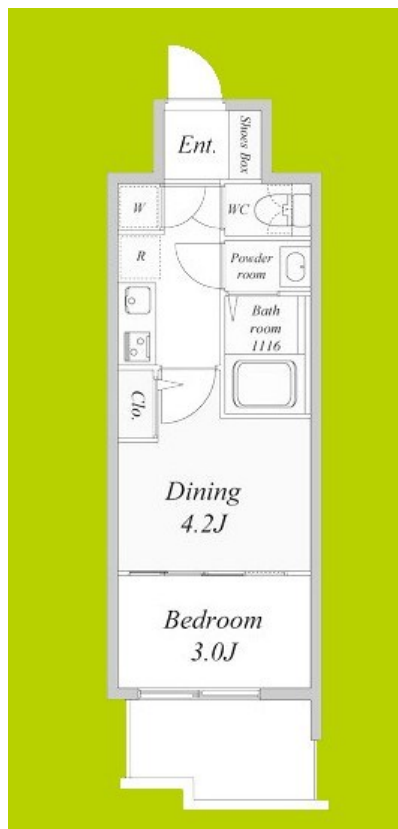 Ent.
Shoes Box
W
WC
R
Powder
room
Bath
room
1116
Clo.
Dining
4.2J
Bedroom
3.0J